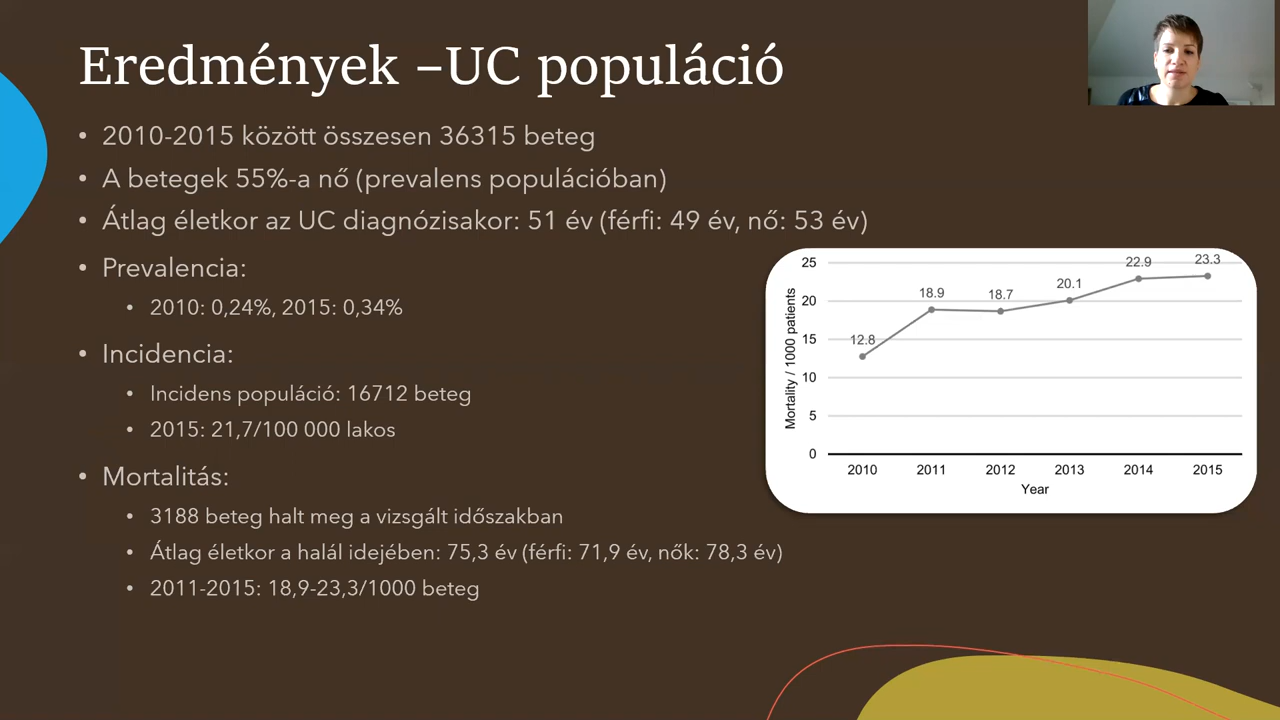 Eredmények –UC populáció
• 2010-2015 között összesen 36315 beteg
• A betegek 55%-a nő (prevalens populációban)
• Átlag életkor az UC diagnózisakor: 51 év (férfi: 49 év, nő: 53 év)
• Prevalencia:
• 2010: 0,24%, 2015: 0,34%
• Incidencia:
• Incidens populáció: 16712 beteg
• 2015: 21,7/100 000 lakos
• Mortalitás:
• 3188 beteg halt meg a vizsgált időszakban
• Átlag életkor a halál idejében: 75,3 év (férfi: 71,9 év, nők: 78,3 év)
• 2011-2015: 18,9-23,3/1000 beteg
Mortality / 1000 patients
25
20
15
10
5
0
12.8
18.9
18.7
20.1
22.9
23.3
2010 2011 2012 2013 2014 2015
Year